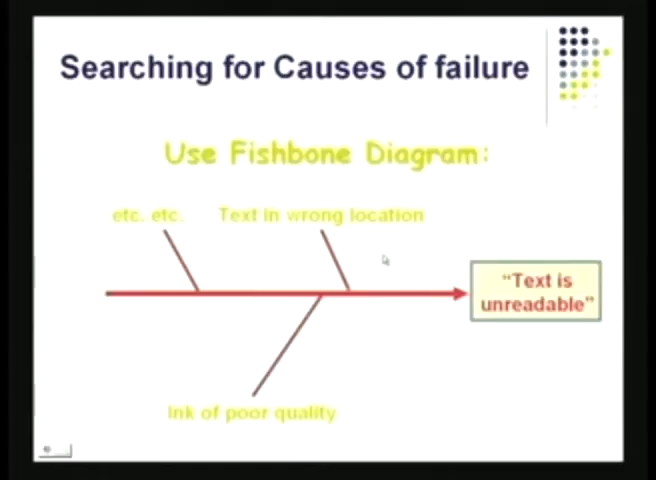 Searching for Causes of failure
Use Fishbone Diagram:
etc. etc. Text in wrong location
"Text is
unreadable"
Ink of poor quality